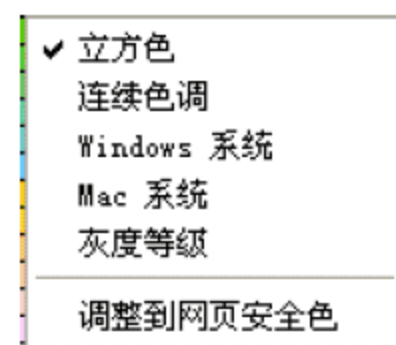 立方色
连续色调
Windows 系统
Mac 系统
灰度等级
调整到网页安全色